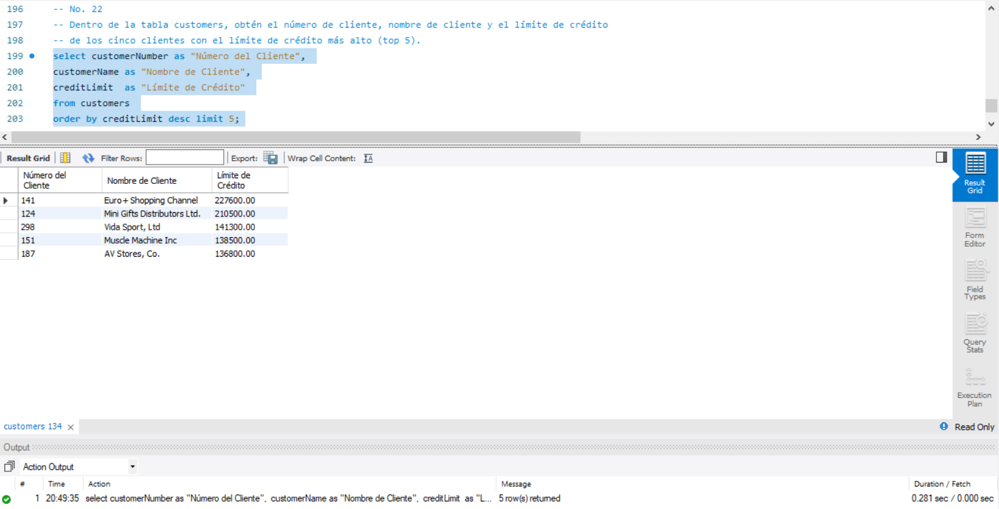 196 -- No. 22
197 -- Dentro de la tabla customers, obtén el número de cliente, nombre de cliente y el límite de crédito
198 -- de los cinco clientes con el límite de crédito más alto (top 5).
199 select customerNumber as "Número del Cliente",
200 customerName as "Nombre de Cliente",
201 creditLimit  as "Límite de Crédito"
202 from customers
203 order by creditLimit desc limit 5;
Result Grid Filter Rows: Export: Wrap Cell Content:
Número del Cliente Nombre de Cliente Límite de Crédito
141 Euro+ Shopping Channel 227600.00
124 Mini Gifts Distributors Ltd. 210500.00
298 Vida Sport, Ltd 141300.00
151 Muscle Machine Inc 138500.00
187 AV Stores, Co. 136800.00
Result Grid
Form Editor
Field Types
Query Stats
Execution Plan
customers 134 Read Only
Output
Action Output
# Time Action Message Duration / Fetch
1 20:49:35 select customerNumber as "Número del Cliente", customerName as "Nombre de Cliente", creditLimit as "L... 5 row(s) returned 0.281 sec / 0.000 sec